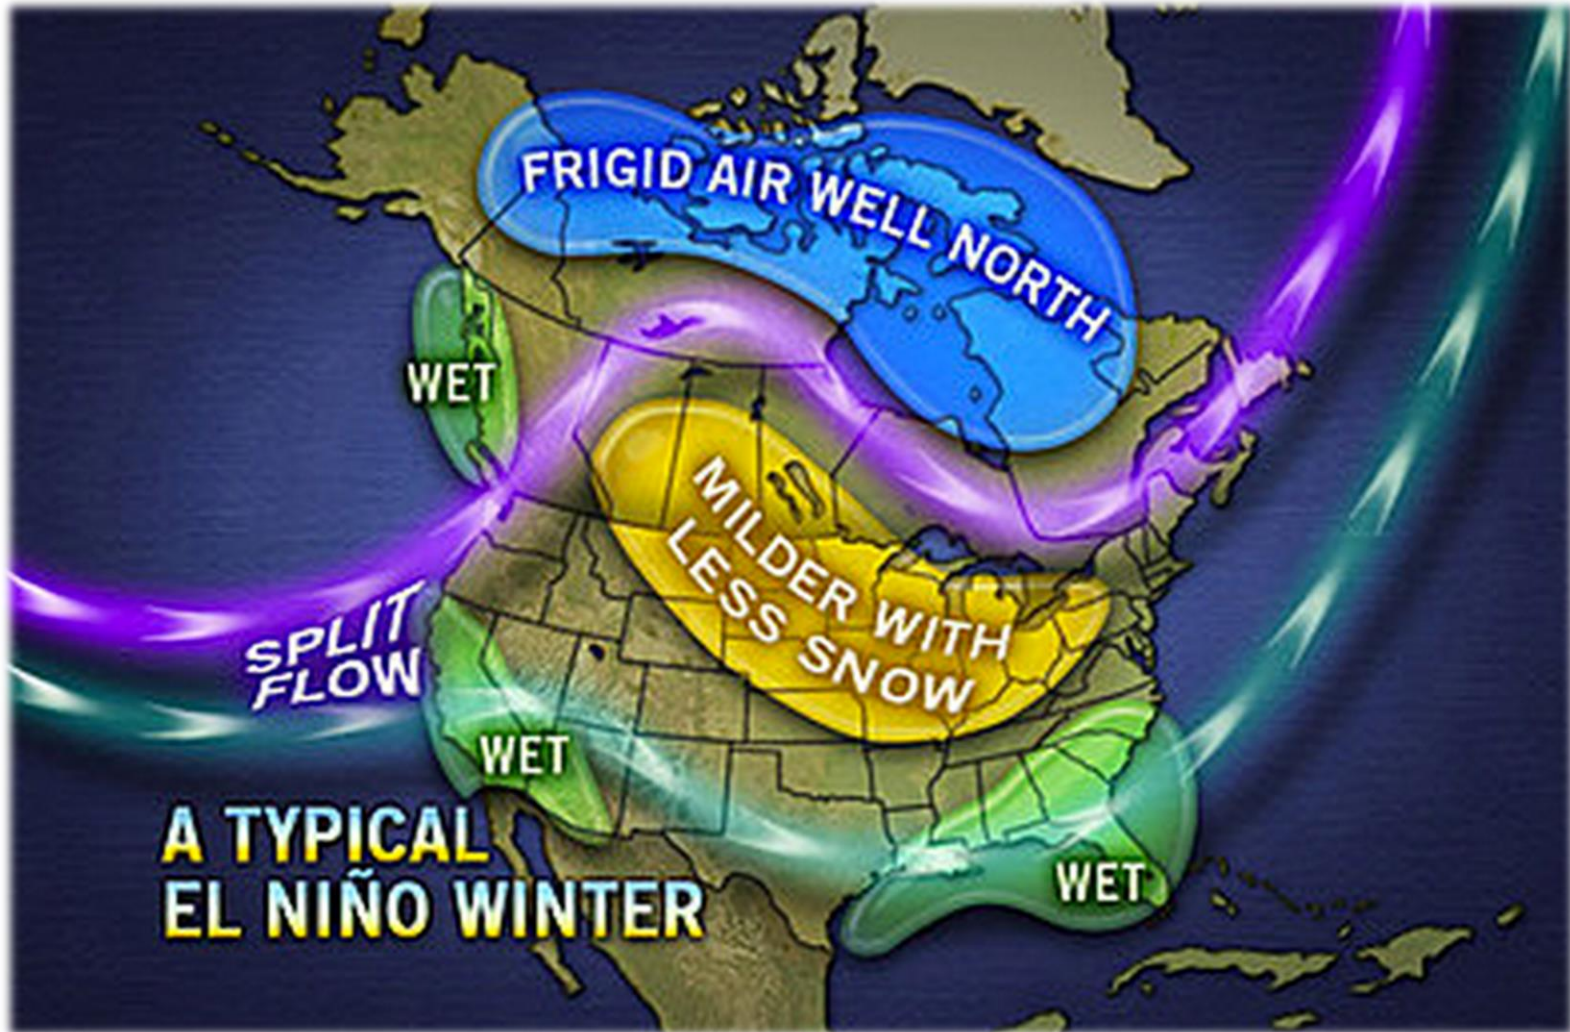 FRIGID AIR WELL NORTH
WET
MILDER WITH
LESS SNOW
SPLIT
FLOW
WET
A TYPICAL
EL NIÑO WINTER
WET